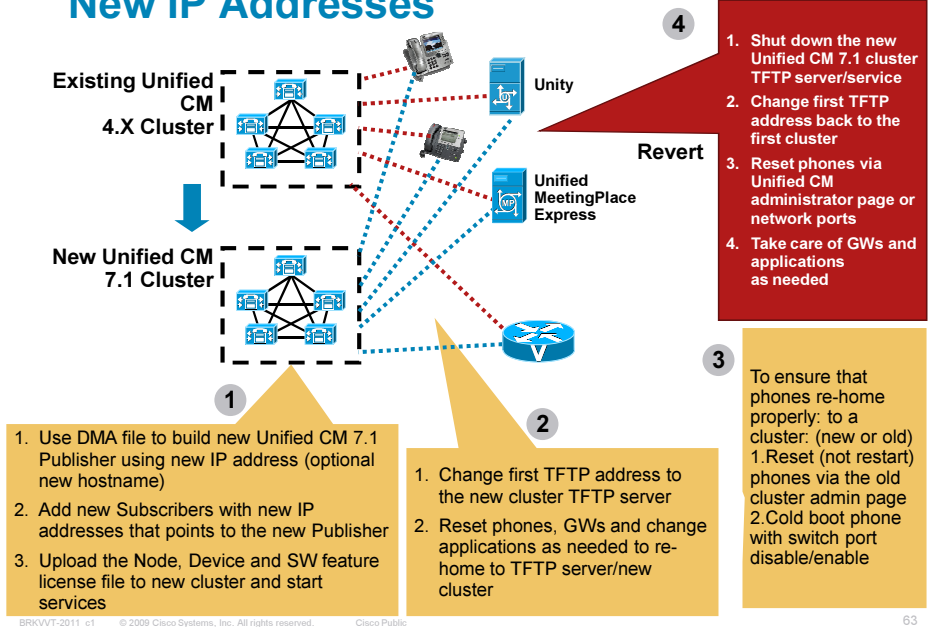 New IP Addresses
Existing Unified
CM
4.X Cluster
Unity
Unified
MeetingPlace
Express
MP
New Unified CM
7.1 Cluster
V
Revert
4
1. Shut down the new
Unified CM 7.1 cluster
TFTP server/service
2. Change first TFTP
address back to the
first cluster
3. Reset phones via
Unified CM
administrator page or
network ports
4. Take care of GWs and
applications
as needed
1
1. Use DMA file to build new Unified CM 7.1
Publisher using new IP address (optional
new hostname)
2. Add new Subscribers with new IP
addresses that points to the new Publisher
3. Upload the Node, Device and SW feature
license file to new cluster and start
services
2
1. Change first TFTP address to
the new cluster TFTP server
2. Reset phones, GWs and change
applications as needed to re-
home to TFTP server/new
cluster
3
To ensure that
phones re-home
properly: to a
cluster: (new or old)
1.Reset (not restart)
phones via the old
cluster admin page
2.Cold boot phone
with switch port
disable/enable
BRKVVT-2011_c1 © 2009 Cisco Systems, Inc. All rights reserved. Cisco Public 63